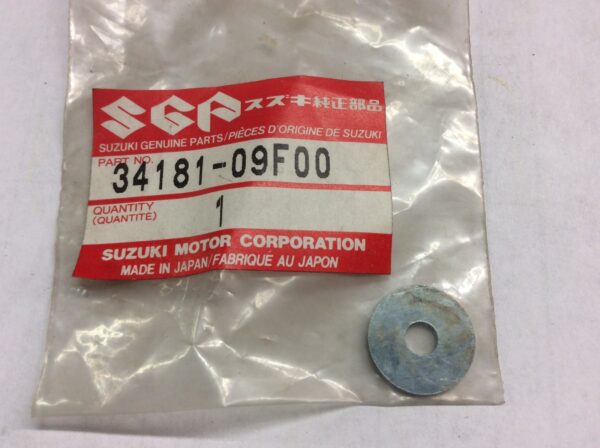 SGP スズキ純正部品
SUZUKI GENUINE PARTS/PIÈCES D'ORIGINE DE SUZUKI
PART NO.
34181-09F00
QUANTITY
(QUANTITE)
1
SUZUKI MOTOR CORPORATION
MADE IN JAPAN/FABRIQUE AU JAPON